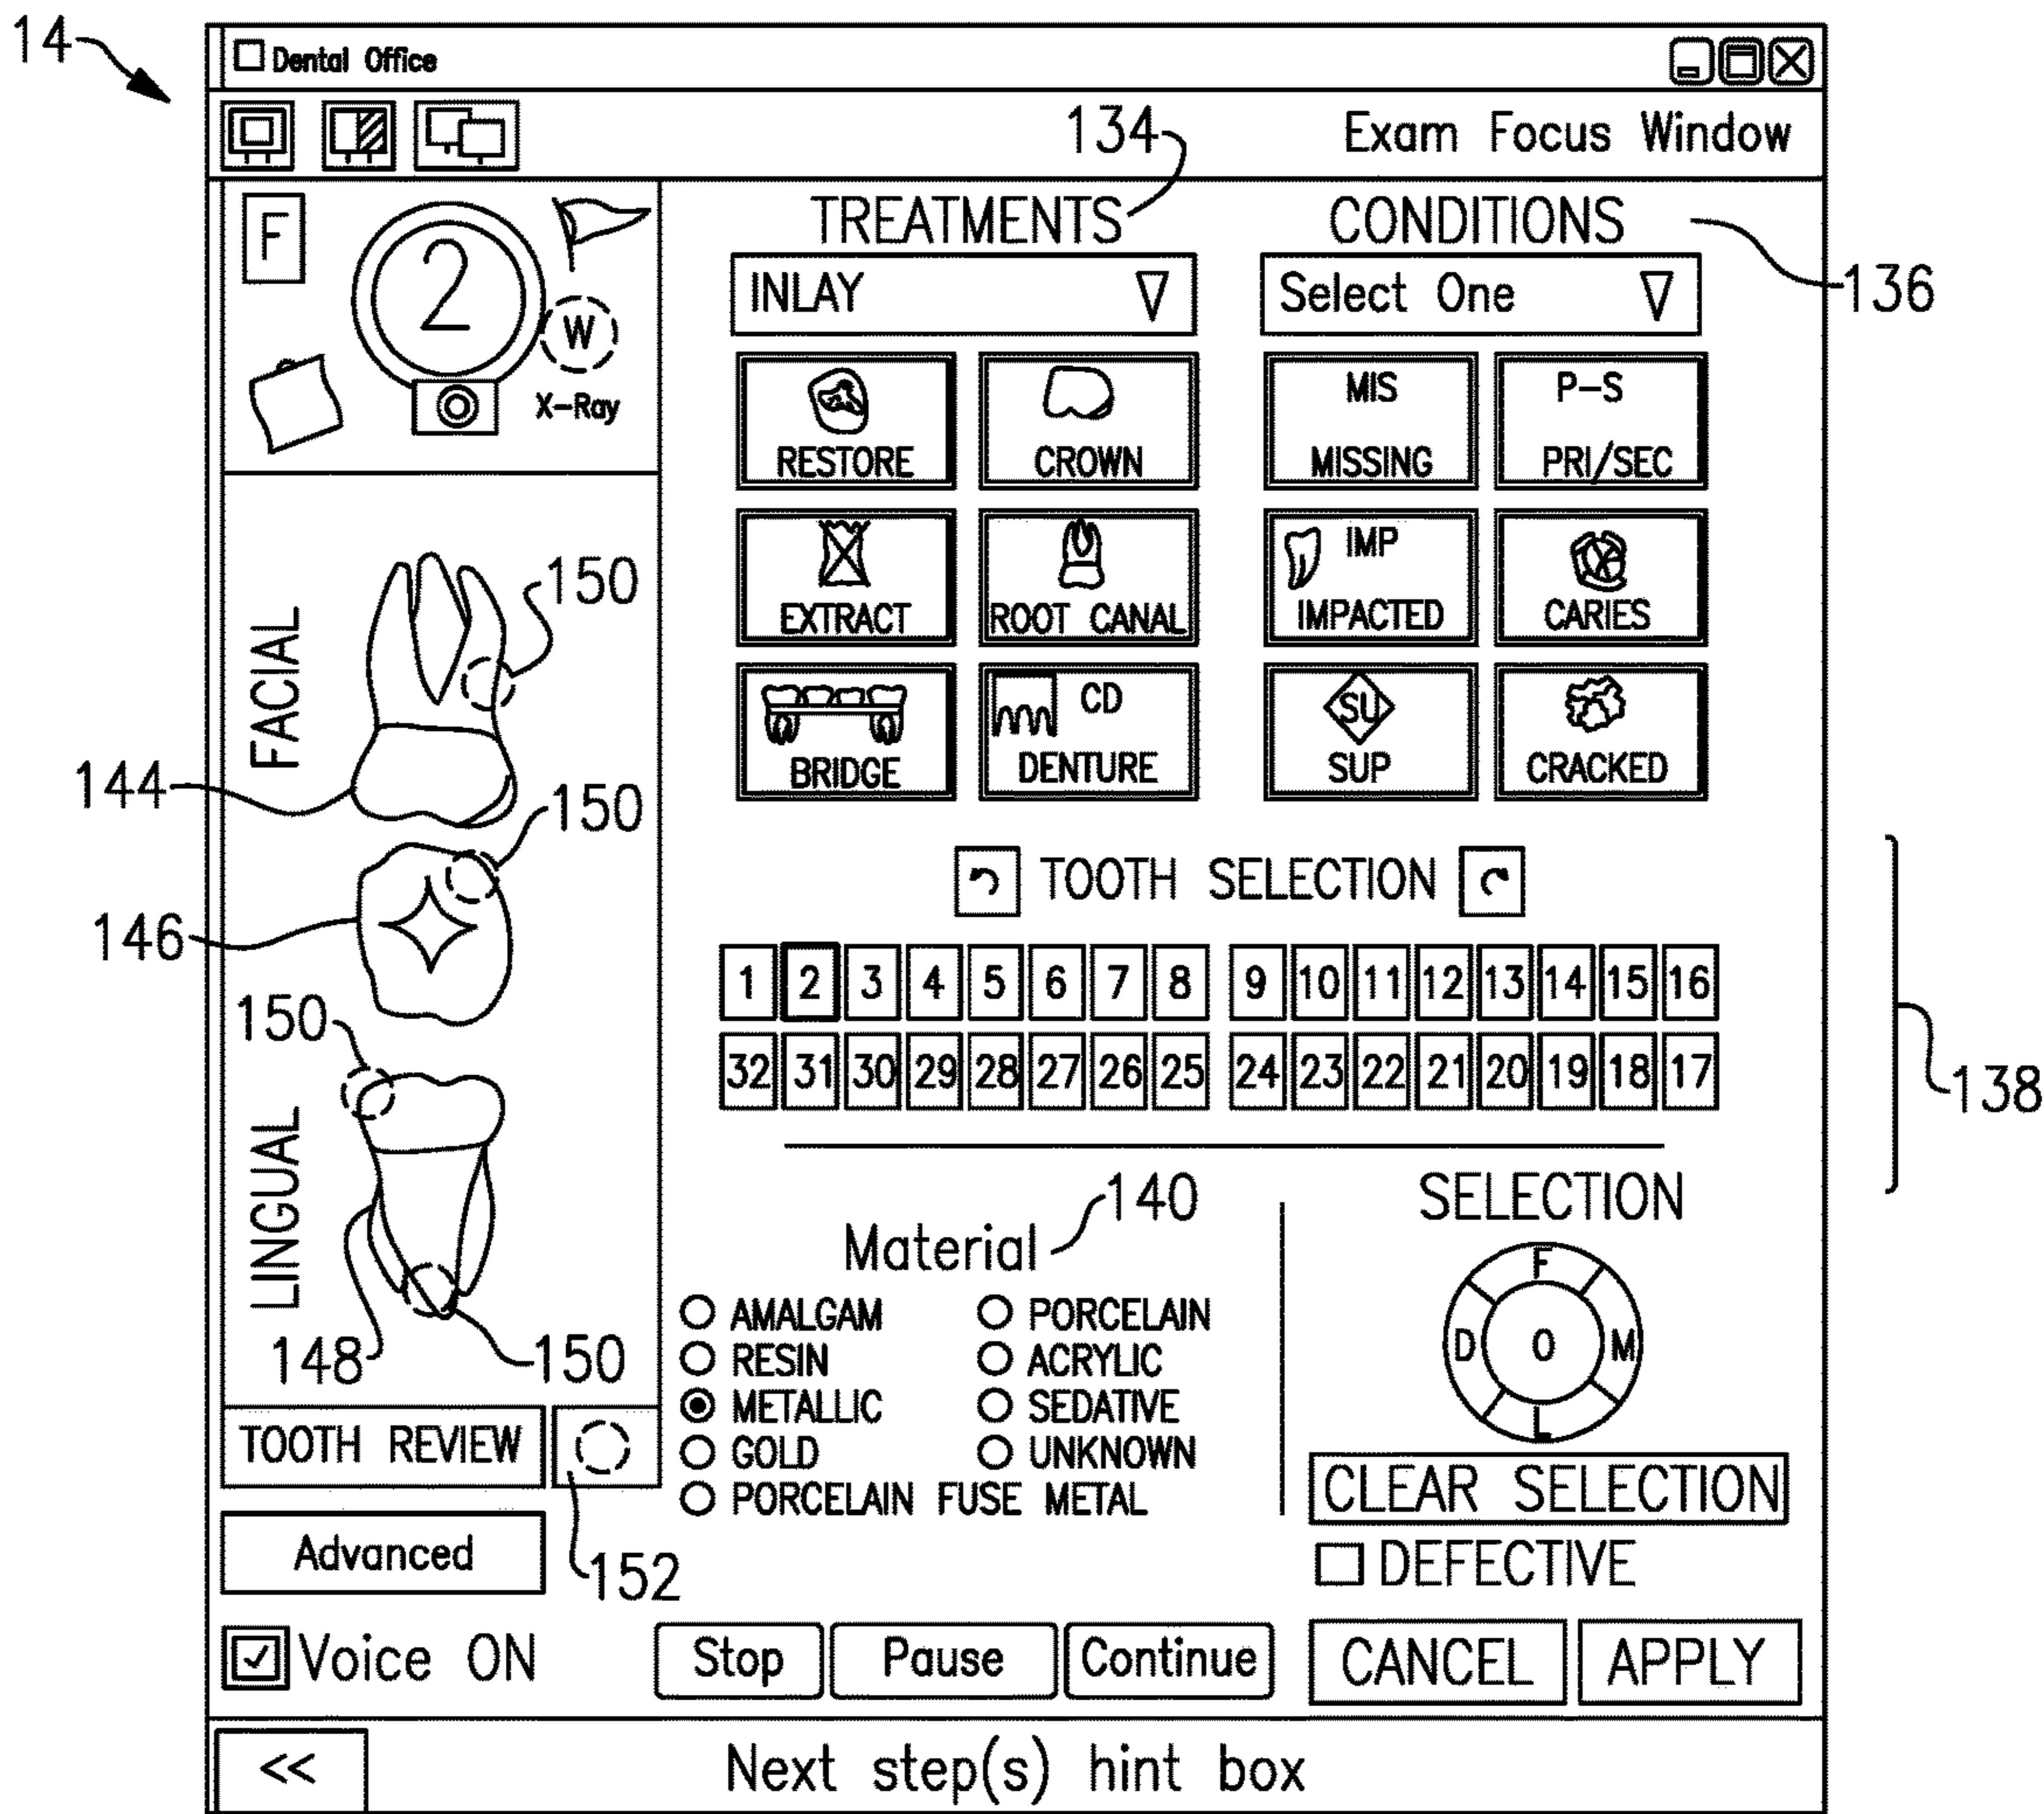 14
Dental Office
Exam Focus Window
134
F
2
W
X-Ray
TREATMENTS
CONDITIONS
136
INLAY
Select One
RESTORE
CROWN
MIS
MISSING
P-S
PRI/SEC
EXTRACT
ROOT CANAL
IMP
IMPACTED
CARIES
BRIDGE
CD
DENTURE
SU
SUP
CRACKED
FACIAL
150
144
150
146
150
LINGUAL
148
150
TOOTH SELECTION
1 2 3 4 5 6 7 8 9 10 11 12 13 14 15 16
32 31 30 29 28 27 26 25 24 23 22 21 20 19 18 17
138
140
Material
AMALGAM
PORCELAIN
RESIN
ACRYLIC
METALLIC
SEDATIVE
GOLD
UNKNOWN
PORCELAIN FUSE METAL
SELECTION
F
D O M
L
CLEAR SELECTION
DEFECTIVE
TOOTH REVIEW
152
Advanced
Voice ON
Stop
Pause
Continue
CANCEL
APPLY
<<
Next step(s) hint box